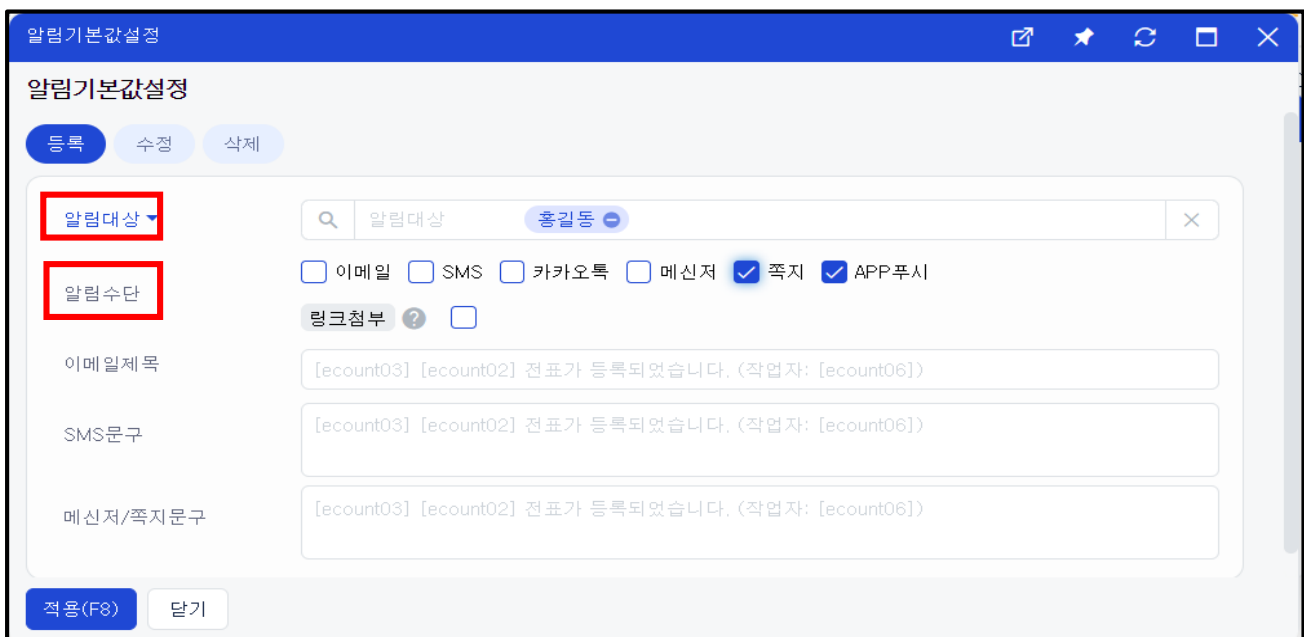 알림기본값설정
알림기본값설정
등록 수정 삭제
알림대상 알림대상 홍길동
알림수단 이메일 SMS 카카오톡 메신저 쪽지 APP푸시
링크첨부 ?
이메일제목 [ecount03] [ecount02] 전표가 등록되었습니다. (작업자: [ecount06])
SMS문구 [ecount03] [ecount02] 전표가 등록되었습니다. (작업자: [ecount06])
메신저/쪽지문구 [ecount03] [ecount02] 전표가 등록되었습니다. (작업자: [ecount06])
적용(F8) 닫기